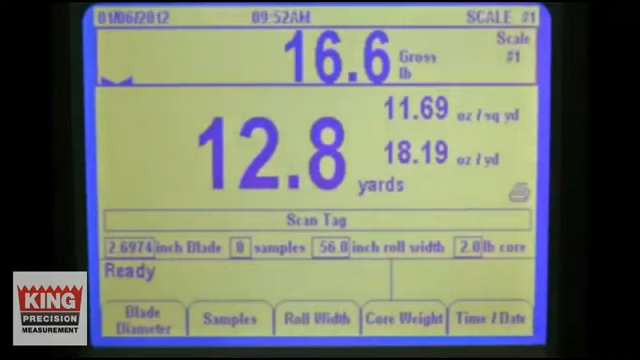 01/06/2012 09:52AM SCALE #1
16.6 Gross lb Scale #1
11.69 oz / sq yd
12.8 yards 18.19 oz / yd
Scan Tag
2.6974 inch Blade 0 samples 56.0 inch roll width 2.0 lb core
Ready
Blade Diameter Samples Roll Width Core Weight Time / Date
KING
PRECISION
MEASUREMENT